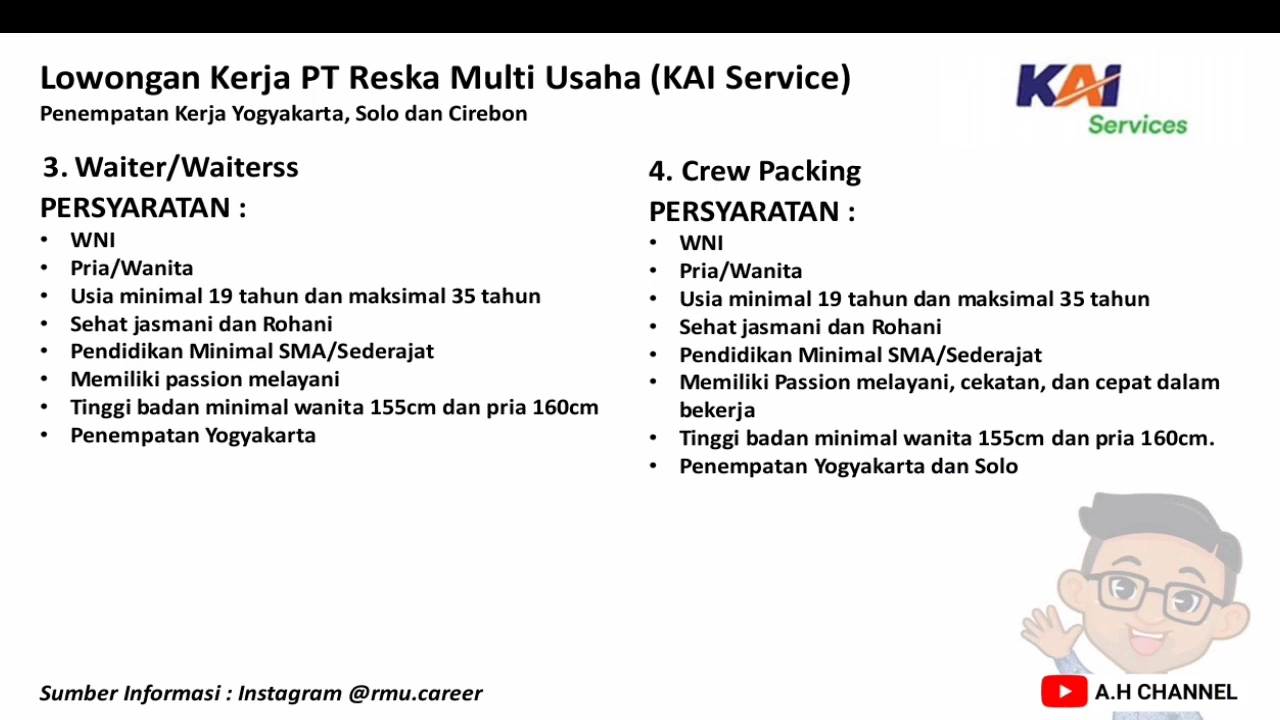 Lowongan Kerja PT Reska Multi Usaha (KAI Service)
Penempatan Kerja Yogyakarta, Solo dan Cirebon
KAI
Services
3. Waiter/Waiterss
PERSYARATAN :
• WNI
• Pria/Wanita
• Usia minimal 19 tahun dan maksimal 35 tahun
• Sehat jasmani dan Rohani
• Pendidikan Minimal SMA/Sederajat
• Memiliki passion melayani
• Tinggi badan minimal wanita 155cm dan pria 160cm
• Penempatan Yogyakarta
4. Crew Packing
PERSYARATAN :
• WNI
• Pria/Wanita
• Usia minimal 19 tahun dan maksimal 35 tahun
• Sehat jasmani dan Rohani
• Pendidikan Minimal SMA/Sederajat
• Memiliki Passion melayani, cekatan, dan cepat dalam
bekerja
• Tinggi badan minimal wanita 155cm dan pria 160cm.
• Penempatan Yogyakarta dan Solo
Sumber Informasi : Instagram @rmu.career
A.H CHANNEL